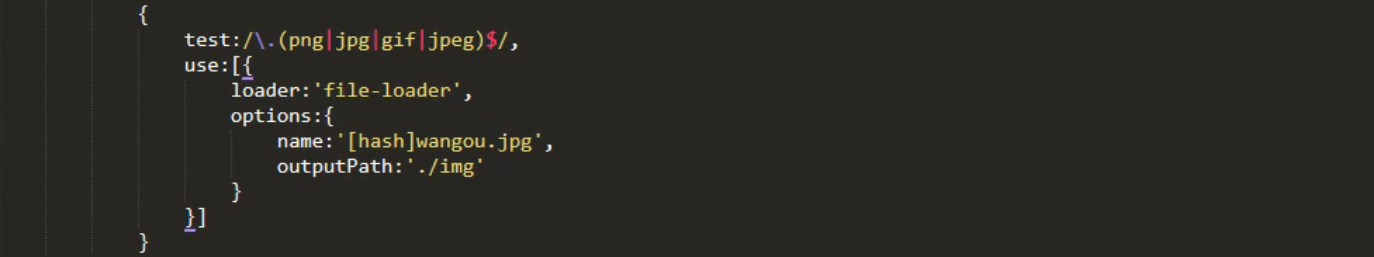 {
test:/\.(png|jpg|gif|jpeg)$/,
use:[{
loader:'file-loader',
options:{
name:'[hash]wangou.jpg',
outputPath:'./img'
}
}]
}